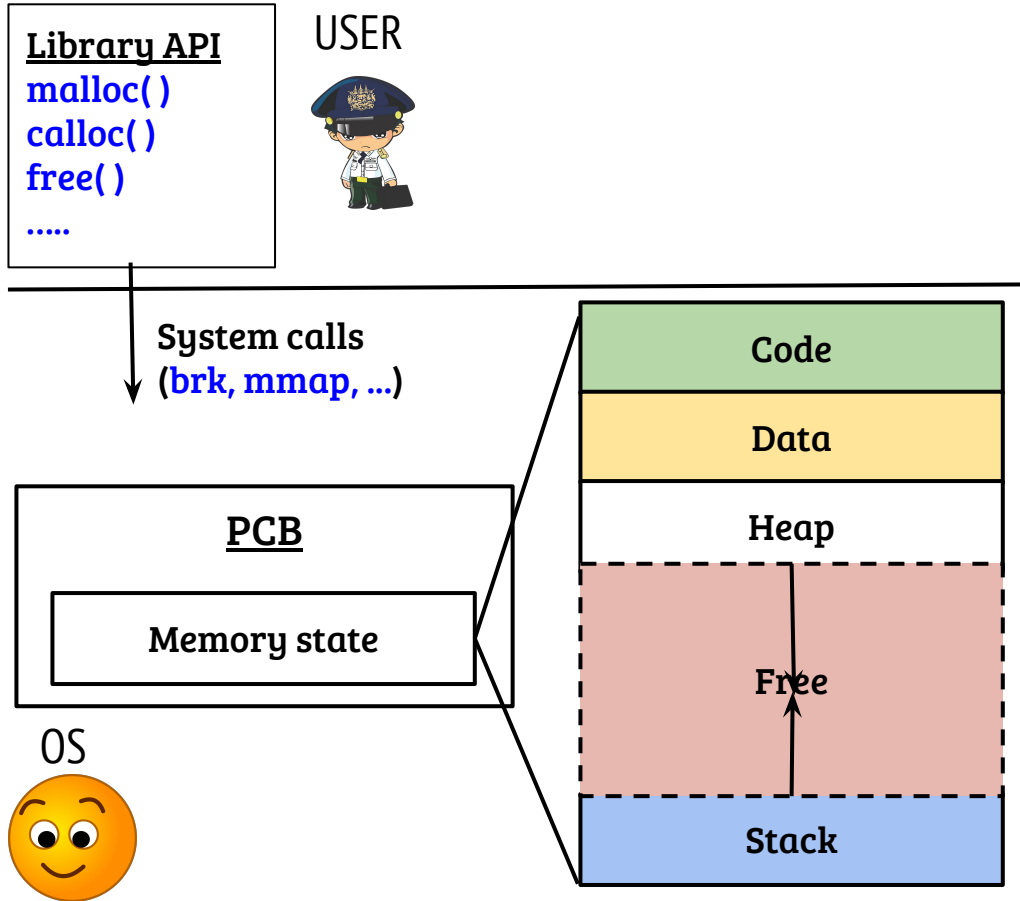 Library API
malloc( )
calloc( )
free( )
.....
USER
System calls
(brk, mmap, ...)
PCB
Memory state
OS
Code
Data
Heap
Free
Stack